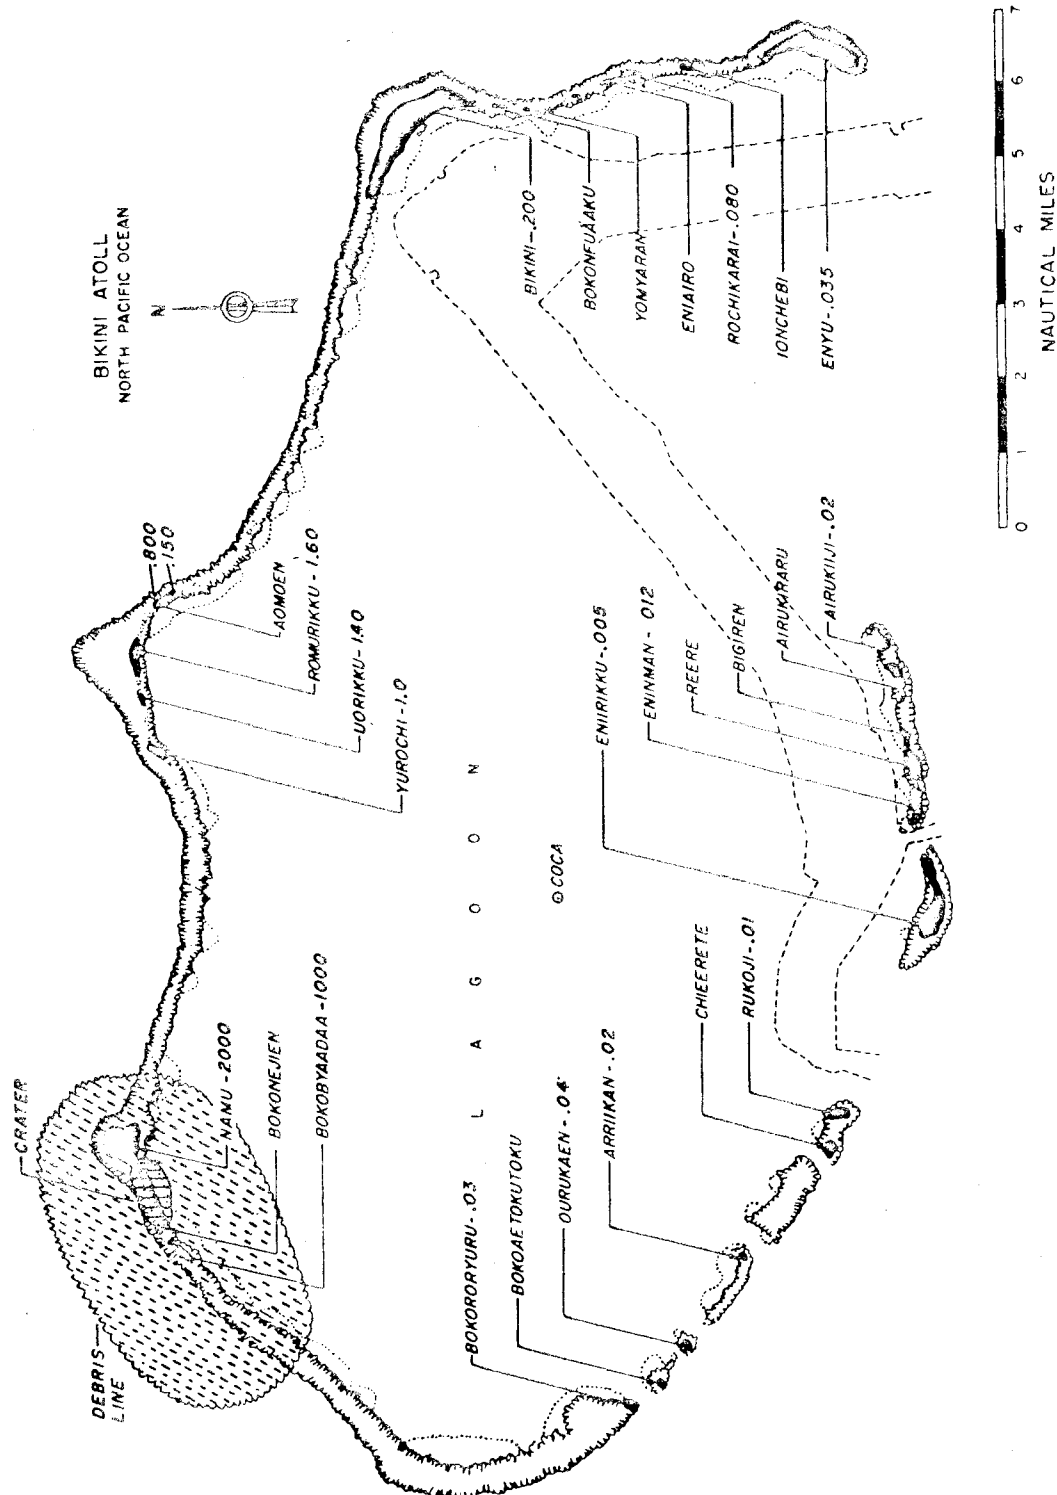 BIKINI ATOLL
NORTH PACIFIC OCEAN
N
CRATER
DEBRIS
LINE
NAMU -2000
BOKONEJIEN
BOKOBYAADAA -1000
800
150
AOMOEN
ROMURIKKU - 1.60
UORIKKU - 1.40
YUROCHI - 1.0
LAGOON
COCA
BIKINI -.200
BOKONFUAAKU
YOMYARAN
ENIAIRO
ROCHIKARAI -.080
IONCHEBI
ENYU -.035
BOKORORYURU -.03
BOKOAETOKUTOKU
OURUKAEN -.04
ARRIIKAN -.02
CHIEERETE
RUKOJI -.01
ENIIRIKKU -.005
ENINMAN - 012
REERE
BIGIREN
AIRUKIRARU
AIRUKIIJI -.02
0 1 2 3 4 5 6 7
NAUTICAL MILES